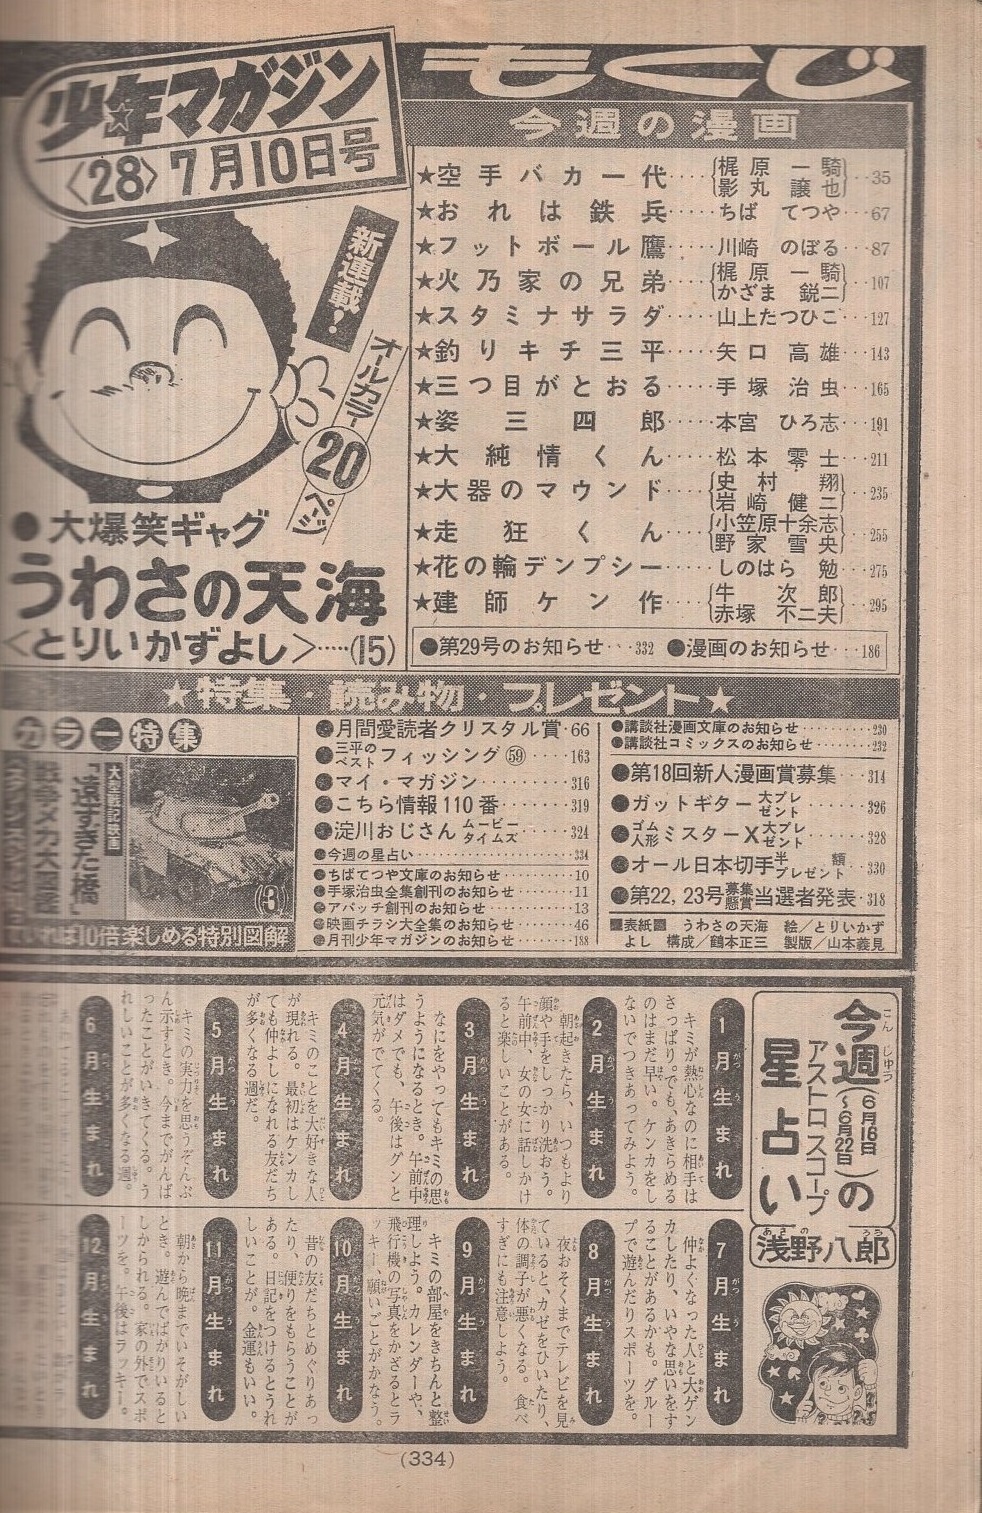 もくじ
少年マガジン
〈28〉7月10日号
新連載!
オールカラー20ページ
●大爆笑ギャグ
うわさの天海
〈とりいかずよし〉……(15)
今週の漫画
★空手バカ一代‥‥{梶原一騎 影丸譲也}‥35
★おれは鉄兵‥‥ちばてつや‥67
★フットボール鷹‥‥川崎のぼる‥87
★火乃家の兄弟‥‥{梶原一騎 かざま鋭二}‥107
★スタミナサラダ‥‥山上たつひこ‥127
★釣りキチ三平‥‥矢口高雄‥143
★三つ目がとおる‥‥手塚治虫‥165
★姿三四郎‥‥本宮ひろ志‥191
★大純情くん‥‥松本零士‥211
★大器のマウンド‥‥{史村翔 岩崎健二}‥235
★走狂くん‥‥{小笠原十余志 野家雪央}‥255
★花の輪デンプシー‥‥しのはら勉‥275
★建師ケン作‥‥{牛次郎 赤塚不二夫}‥295
●第29号のお知らせ‥332 ●漫画のお知らせ‥186
★特集・読み物・プレゼント★
カラー特集
大空戦記映画
「遠すぎた橋」
(3)
10倍楽しめる特別図解
●月間愛読者クリスタル賞・66
●三平のベストフィッシング59‥163
●マイ・マガジン‥316
●こちら情報110番‥319
●淀川おじさんムービータイムズ‥324
●今週の星占い‥334
●ちばてつや文庫のお知らせ‥10
●手塚治虫全集創刊のお知らせ‥11
●アパッチ創刊のお知らせ‥13
●映画チラシ大全集のお知らせ‥46
●月刊少年マガジンのお知らせ‥188
●講談社漫画文庫のお知らせ‥230
●講談社コミックスのお知らせ‥232
●第18回新人漫画賞募集‥314
●ガットギター大プレゼント‥326
●ゴム人形ミスターX大プレゼント‥328
●オール日本切手半額プレゼント‥330
●第22,23号募集懸賞当選者発表・318
■表紙■ うわさの天海 絵/とりいかず
よし 構成/鶴本正三 製版/山本義見
今週(6月16日〜6月22日)の
アストロスコープ
星占い
浅野八郎
1月生まれ
キミが熱心なのに相手は
さっぱり。でも、あきらめる
のはまだ早い。ケンカをし
ないでつきあってみよう。
2月生まれ
朝起きたら、いつもより
顔や手をしっかり洗おう。
午前中、女の女に話しかけ
ると楽しいことがある。
3月生まれ
なにをやってもキミの思
うようになるとき。午前中
はダメでも、午後はグンと
元気がでてくる。
4月生まれ
キミのことを大好きな人
が現れる。最初はケンカし
ても仲よしになれる友だち
が多くなる週だ。
5月生まれ
キミの実力を思うぞんぶ
ん示すとき。今までがんば
ったことがいきてくる。う
れしいことが多くなる週。
6月生まれ
7月生まれ
仲よくなった人と大ゲン
カしたり、いやな思いをす
ることがあるかも。グルー
プで遊んだりスポーツを。
8月生まれ
夜おそくまでテレビを見
ていると、カゼをひいたり、
体の調子が悪くなる。食べ
すぎにも注意しよう。
9月生まれ
キミの部屋をきちんと整
理しよう。カレンダーや、
飛行機の写真をかざるとラ
ッキー。願いごとがかなう。
10月生まれ
昔の友だちとめぐりあっ
たり、便りをもらうことが
ある。日記をつけるとうれ
しいことが。金運もいい。
11月生まれ
朝から晩までいそがしい
とき。遊んでばかりいると
しかられる。家の外でスポ
ーツを。午後はラッキー。
12月生まれ
(334)